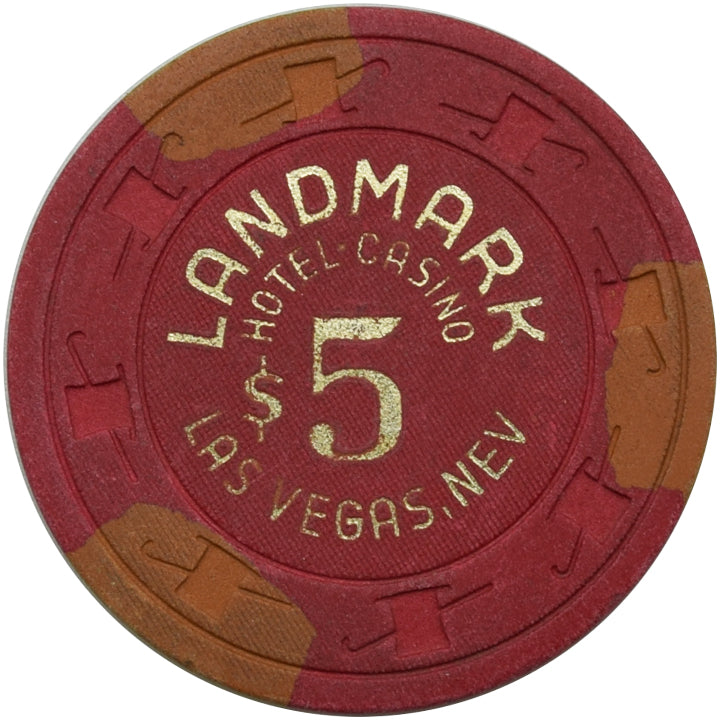 LANDMARK
HOTEL-CASINO
$5
LAS VEGAS, NEV